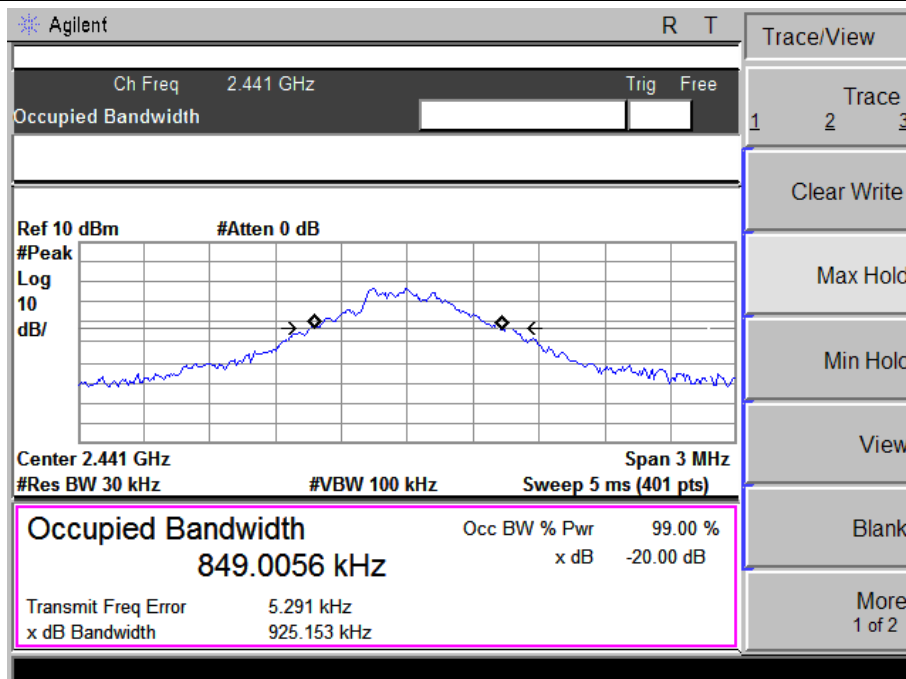 Agilent R T
Trace/View
Ch Freq 2.441 GHz Trig Free
Occupied Bandwidth
Trace
1 2 3
Clear Write
Ref 10 dBm #Atten 0 dB
#Peak
Log
10
dB/
Max Hold
Min Hold
Center 2.441 GHz Span 3 MHz
#Res BW 30 kHz #VBW 100 kHz Sweep 5 ms (401 pts)
View
Occupied Bandwidth
849.0056 kHz
Occ BW % Pwr 99.00 %
x dB -20.00 dB
Transmit Freq Error 5.291 kHz
x dB Bandwidth 925.153 kHz
Blank
More
1 of 2